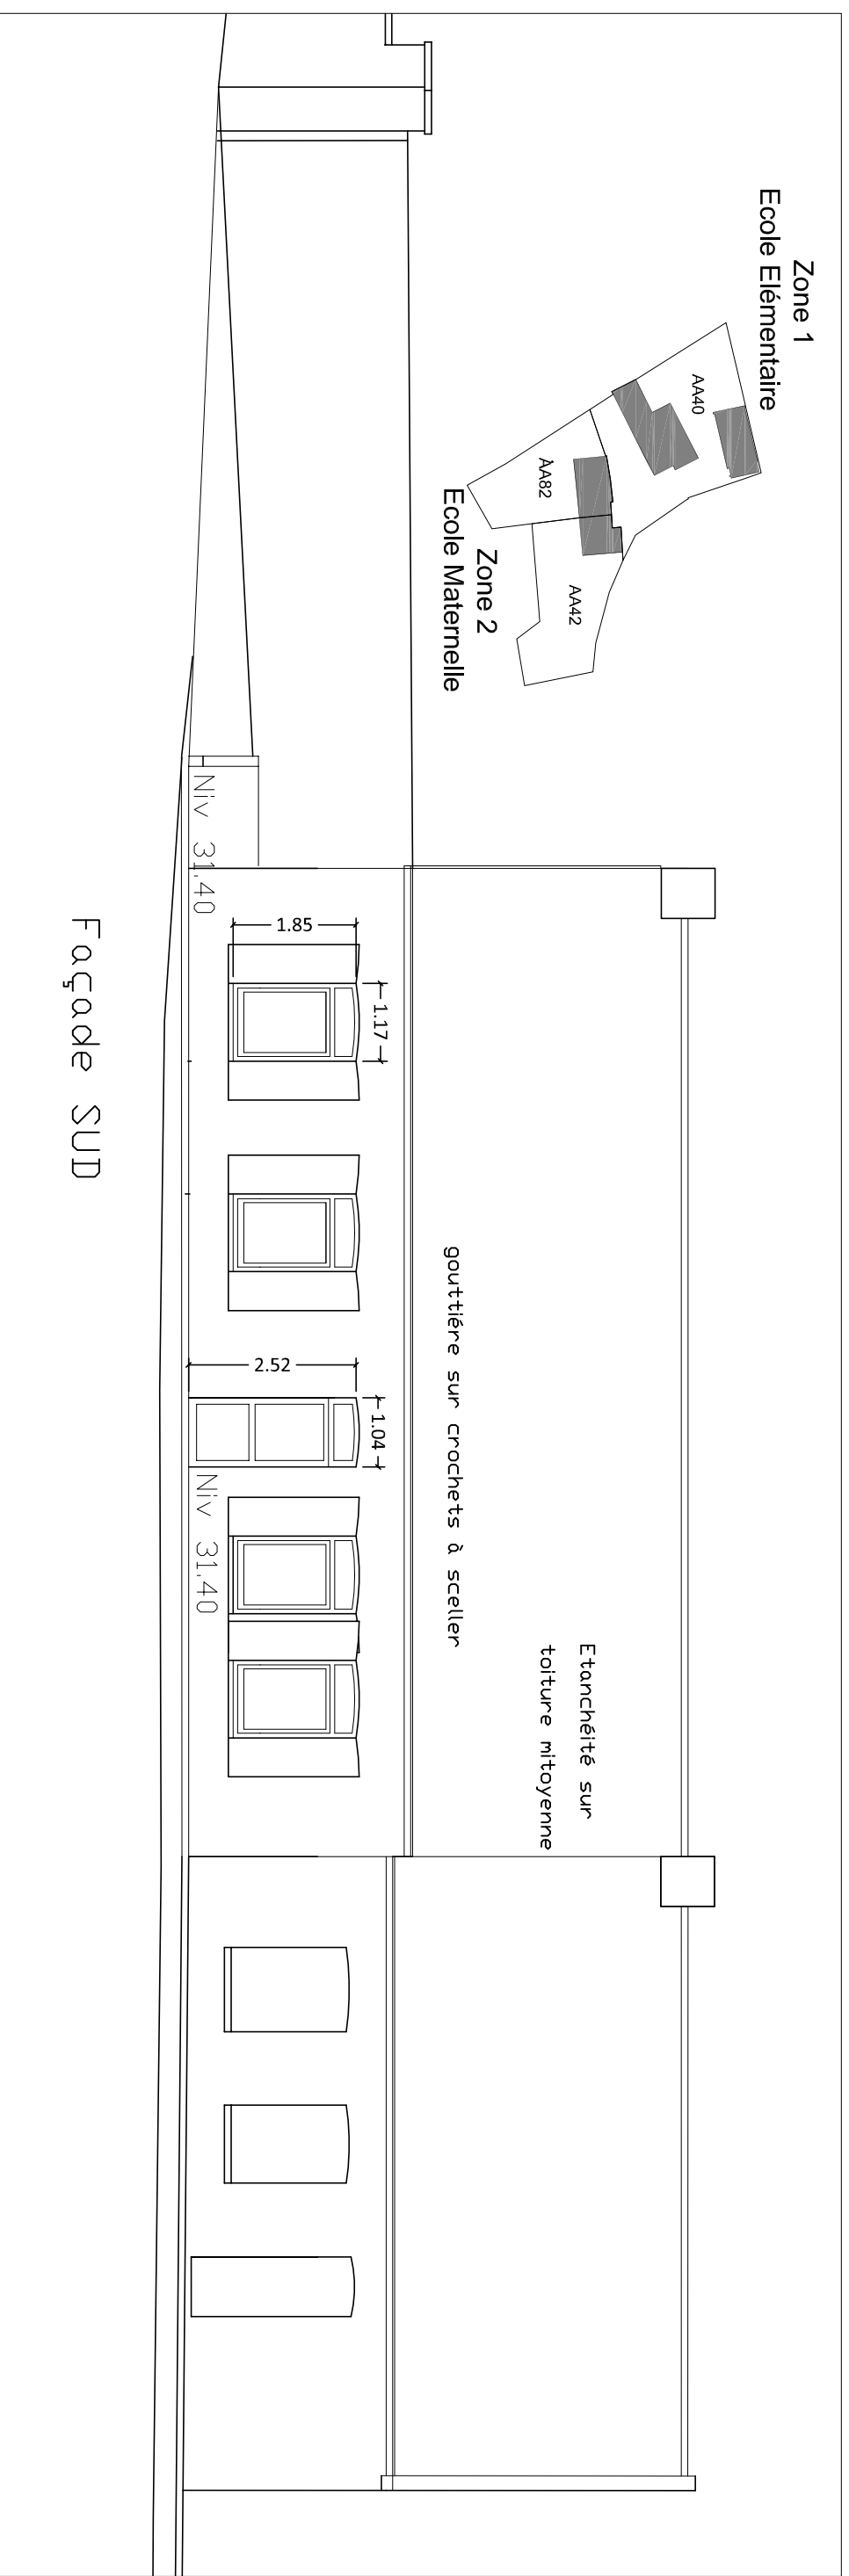 Zone 1
Ecole Elémentaire
AA40
AA82
AA42
Zone 2
Ecole Maternelle
Etanchéité sur
toiture mitoyenne
gouttiére sur crochets à sceller
1.17
1.85
1.04
2.52
Niv 31.40
Niv 31.40
Façade SUD